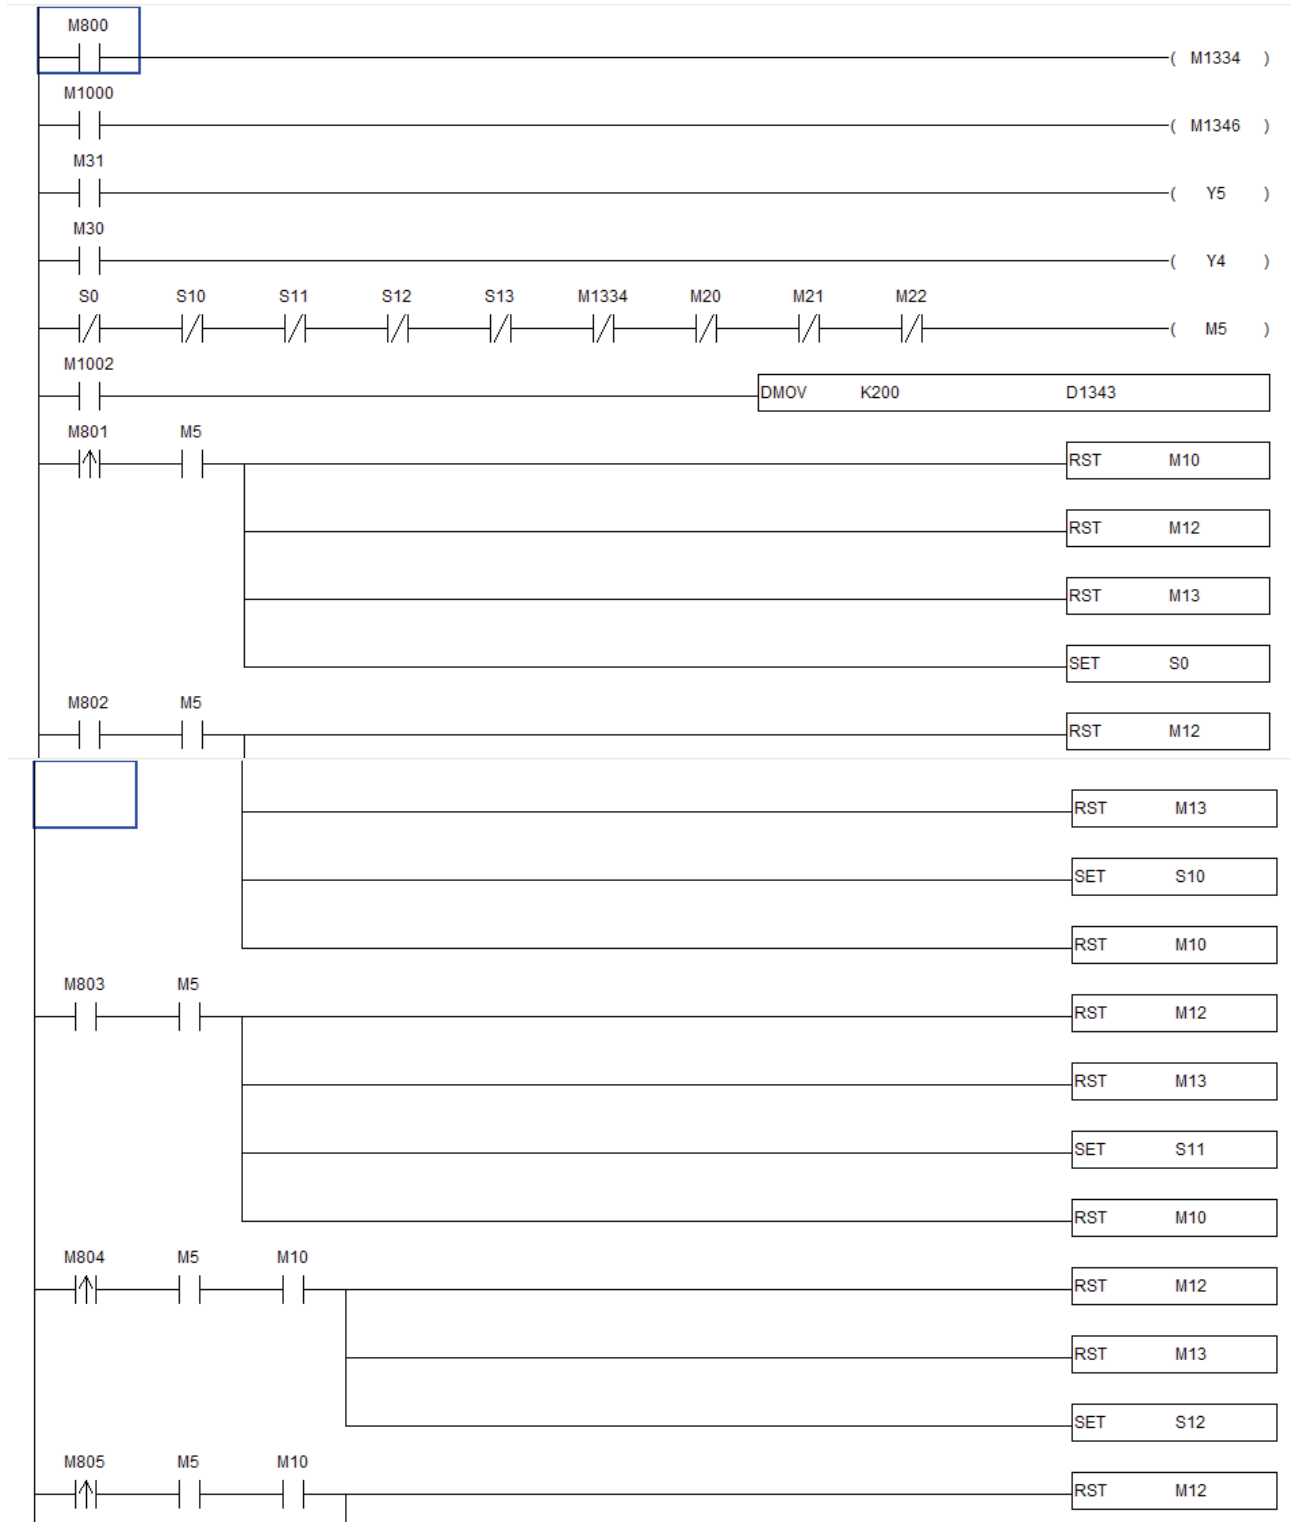 M800
( M1334 )
M1000
( M1346 )
M31
( Y5 )
M30
( Y4 )
S0 S10 S11 S12 S13 M1334 M20 M21 M22
( M5 )
M1002
DMOV K200 D1343
M801 M5
RST M10
RST M12
RST M13
SET S0
M802 M5
RST M12
RST M13
SET S10
RST M10
M803 M5
RST M12
RST M13
SET S11
RST M10
M804 M5 M10
RST M12
RST M13
SET S12
M805 M5 M10
RST M12